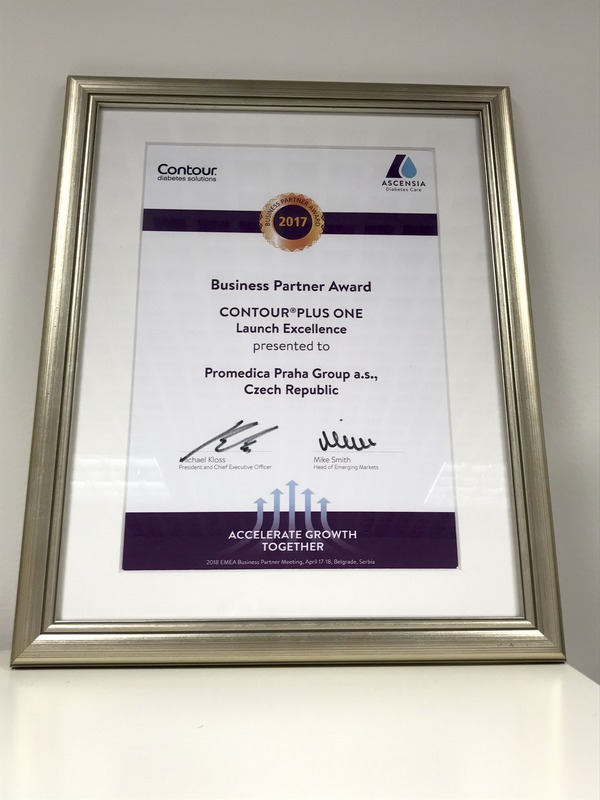 Contour
diabetes solutions
ASCENSIA
Diabetes Care
BUSINESS PARTNER AWARD
2017
Business Partner Award
CONTOUR®PLUS ONE
Launch Excellence
presented to
Promedica Praha Group a.s.,
Czech Republic
Michael Kloss
President and Chief Executive Officer
Mike Smith
Head of Emerging Markets
ACCELERATE GROWTH
TOGETHER
2018 EMEA Business Partner Meeting, April 17-18, Belgrade, Serbia